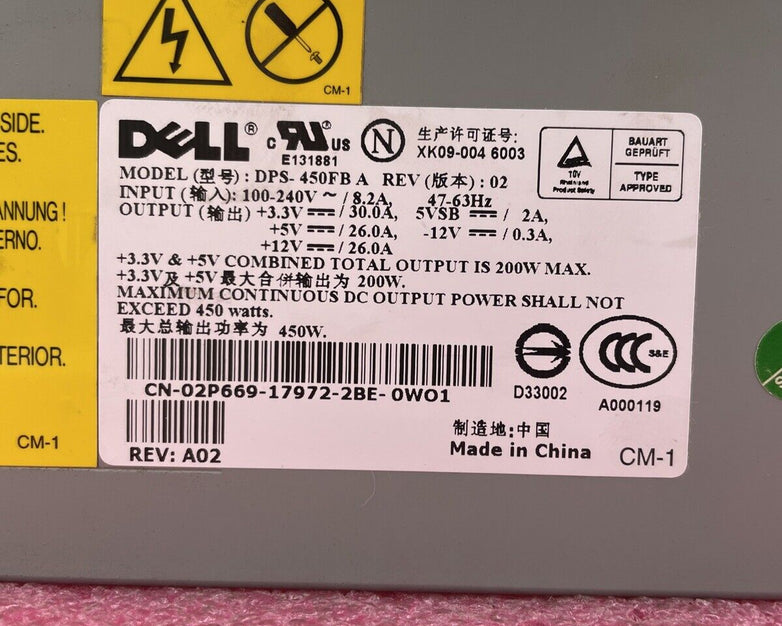 CM-1
SIDE.
ES.
ANNUNG!
ERNO.
FOR.
TERIOR.
CM-1
DELL® c RU® US N 生产许可证号:
E131881 XK09-004 6003
MODEL (型号) : DPS- 450FB A REV (版本) : 02
INPUT (输入): 100-240V ~ / 8.2A, 47-63Hz
OUTPUT (输出) +3.3V / 30.0A, 5VSB / 2A,
+5V / 26.0A, -12V / 0.3A,
+12V / 26.0A
TÜV
Rheinland
Product Safety
BAUART
GEPRÜFT
TYPE
APPROVED
+3.3V & +5V COMBINED TOTAL OUTPUT IS 200W MAX.
+3.3V及 +5V最大合併输出为 200W.
MAXIMUM CONTINUOUS DC OUTPUT POWER SHALL NOT
EXCEED 450 watts.
最大总输出功率为 450W.
CN-02P669-17972-2BE- 0WO1
D33002
CCC S&E
A000119
REV: A02
制造地:中国
Made in China CM-1